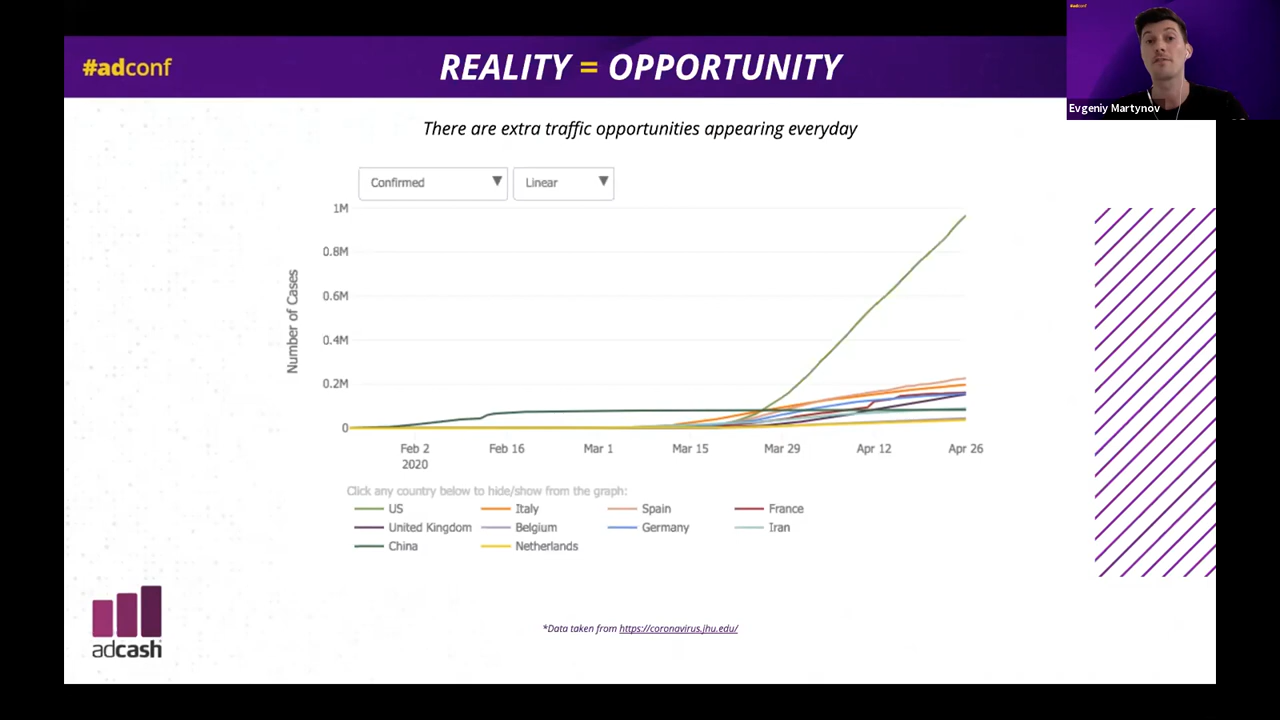 #adconf
REALITY = OPPORTUNITY
#adconf
Evgeniy Martynov
There are extra traffic opportunities appearing everyday
Confirmed ▼
Linear ▼
1M
0.8M
0.6M
0.4M
0.2M
0
Number of Cases
Feb 2 Feb 16 Mar 1 Mar 15 Mar 29 Apr 12 Apr 26
2020
Click any country below to hide/show from the graph:
US Italy Spain France
United Kingdom Belgium Germany Iran
China Netherlands
adcash
*Data taken from https://coronavirus.jhu.edu/